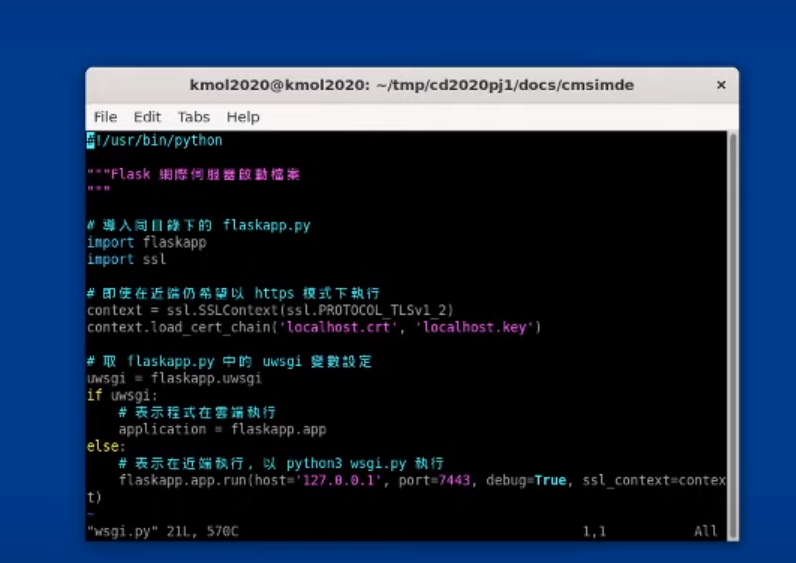 kmol2020@kmol2020: ~/tmp/cd2020pj1/docs/cmsimde
×
File Edit Tabs Help
#!/usr/bin/python
"""Flask 網際伺服器啟動檔案
"""
# 導入同目錄下的 flaskapp.py
import flaskapp
import ssl
# 即使在近端仍希望以 https 模式下執行
context = ssl.SSLContext(ssl.PROTOCOL_TLSv1_2)
context.load_cert_chain('localhost.crt', 'localhost.key')
# 取 flaskapp.py 中的 uwsgi 變數設定
uwsgi = flaskapp.uwsgi
if uwsgi:
    # 表示程式在雲端執行
    application = flaskapp.app
else:
    # 表示在近端執行, 以 python3 wsgi.py 執行
    flaskapp.app.run(host='127.0.0.1', port=7443, debug=True, ssl_context=contex
t)
~
"wsgi.py" 21L, 570C 1,1 All